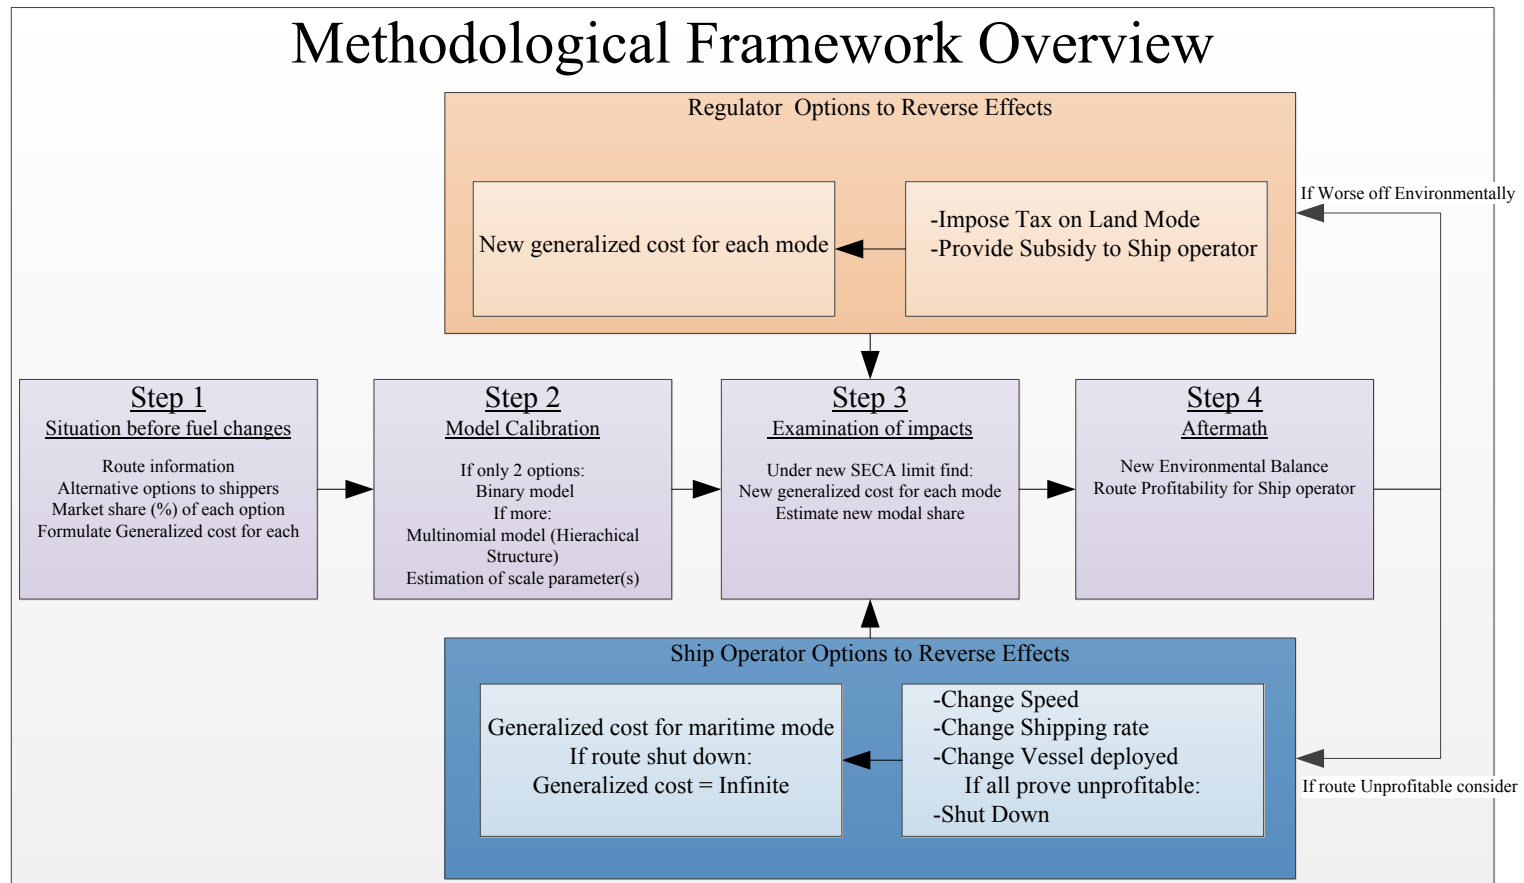 Methodological Framework Overview
Regulator Options to Reverse Effects
New generalized cost for each mode
-Impose Tax on Land Mode
-Provide Subsidy to Ship operator
If Worse off Environmentally
Step 1
Situation before fuel changes
Route information
Alternative options to shippers
Market share (%) of each option
Formulate Generalized cost for each
Step 2
Model Calibration
If only 2 options:
Binary model
If more:
Multinomial model (Hierachical
Structure)
Estimation of scale parameter(s)
Step 3
Examination of impacts
Under new SECA limit find:
New generalized cost for each mode
Estimate new modal share
Step 4
Aftermath
New Environmental Balance
Route Profitability for Ship operator
Ship Operator Options to Reverse Effects
Generalized cost for maritime mode
If route shut down:
Generalized cost = Infinite
-Change Speed
-Change Shipping rate
-Change Vessel deployed
If all prove unprofitable:
-Shut Down
If route Unprofitable consider